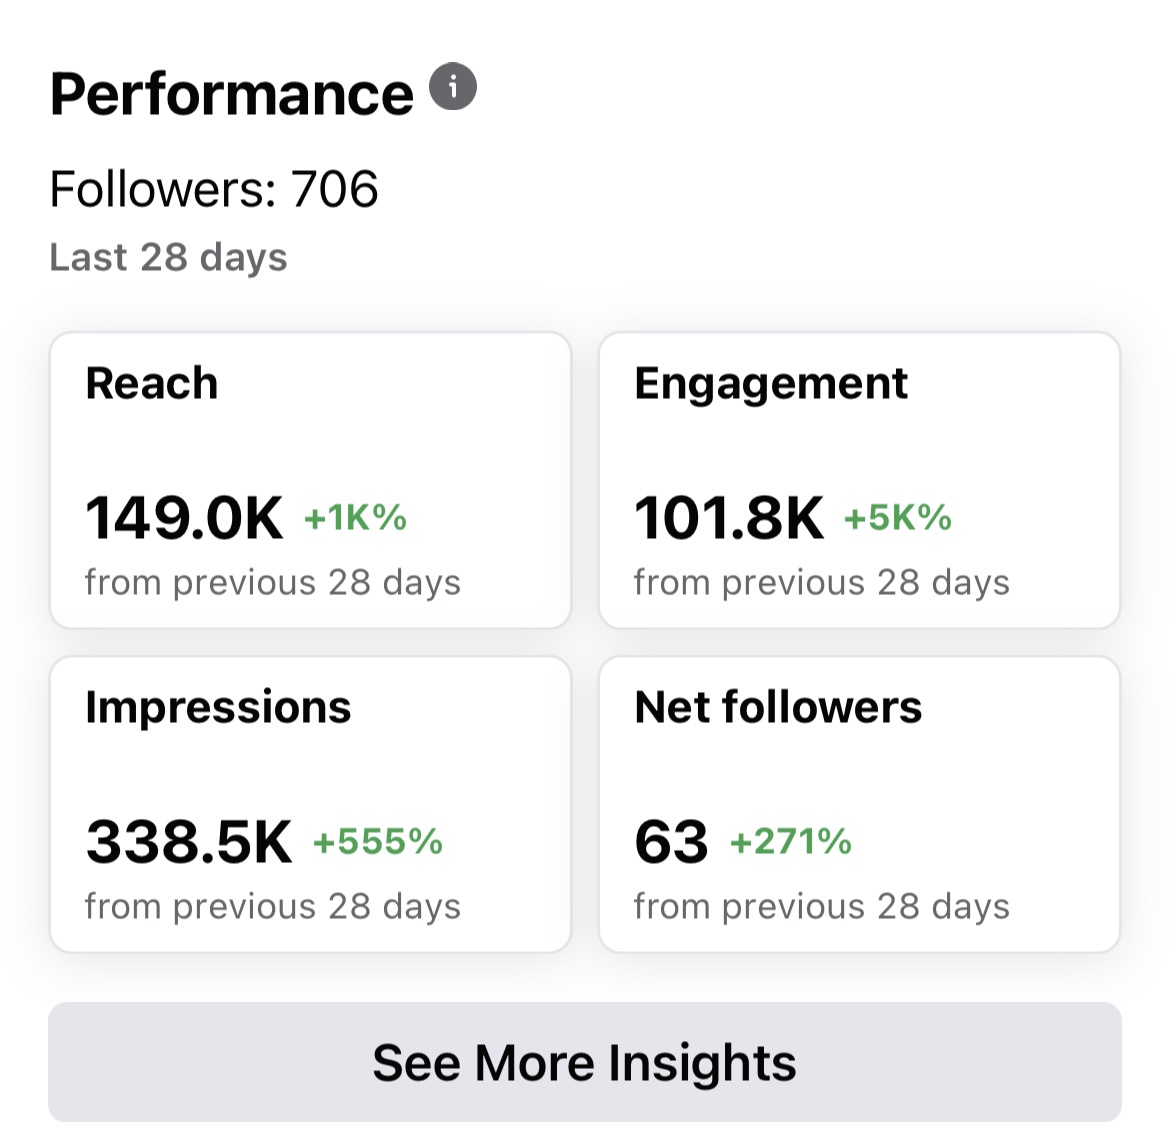 Performance
Followers: 706
Last 28 days
Reach
149.0K +1K%
from previous 28 days
Engagement
101.8K +5K%
from previous 28 days
Impressions
338.5K +555%
from previous 28 days
Net followers
63 +271%
from previous 28 days
See More Insights